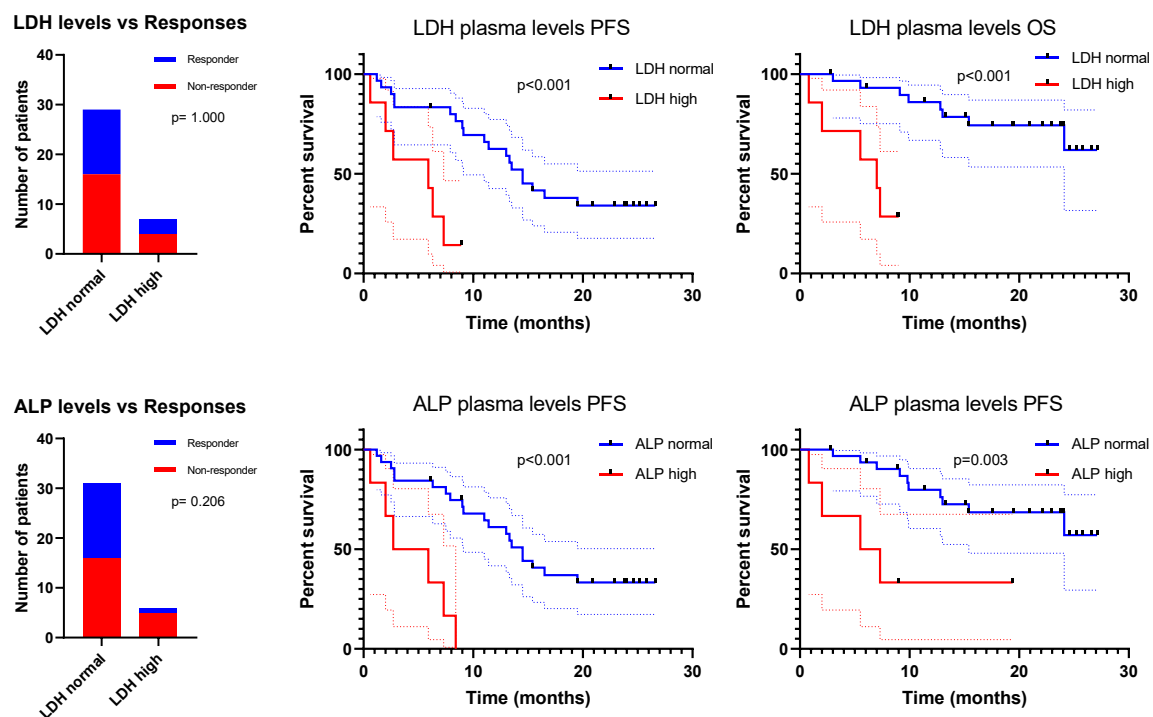 LDH levels vs Responses
40
30
20
10
0
Number of patients
Responder
Non-responder
p= 1.000
LDH normal
LDH high
LDH plasma levels PFS
100
50
0
Percent survival
p<0.001
LDH normal
LDH high
0 10 20 30
Time (months)
LDH plasma levels OS
100
50
0
Percent survival
p<0.001
LDH normal
LDH high
0 10 20 30
Time (months)
ALP levels vs Responses
40
30
20
10
0
Number of patients
Responder
Non-responder
p= 0.206
LDH normal
LDH high
ALP plasma levels PFS
100
50
0
Percent survival
p<0.001
ALP normal
ALP high
0 10 20 30
Time (months)
ALP plasma levels PFS
100
50
0
Percent survival
p=0.003
ALP normal
ALP high
0 10 20 30
Time (months)